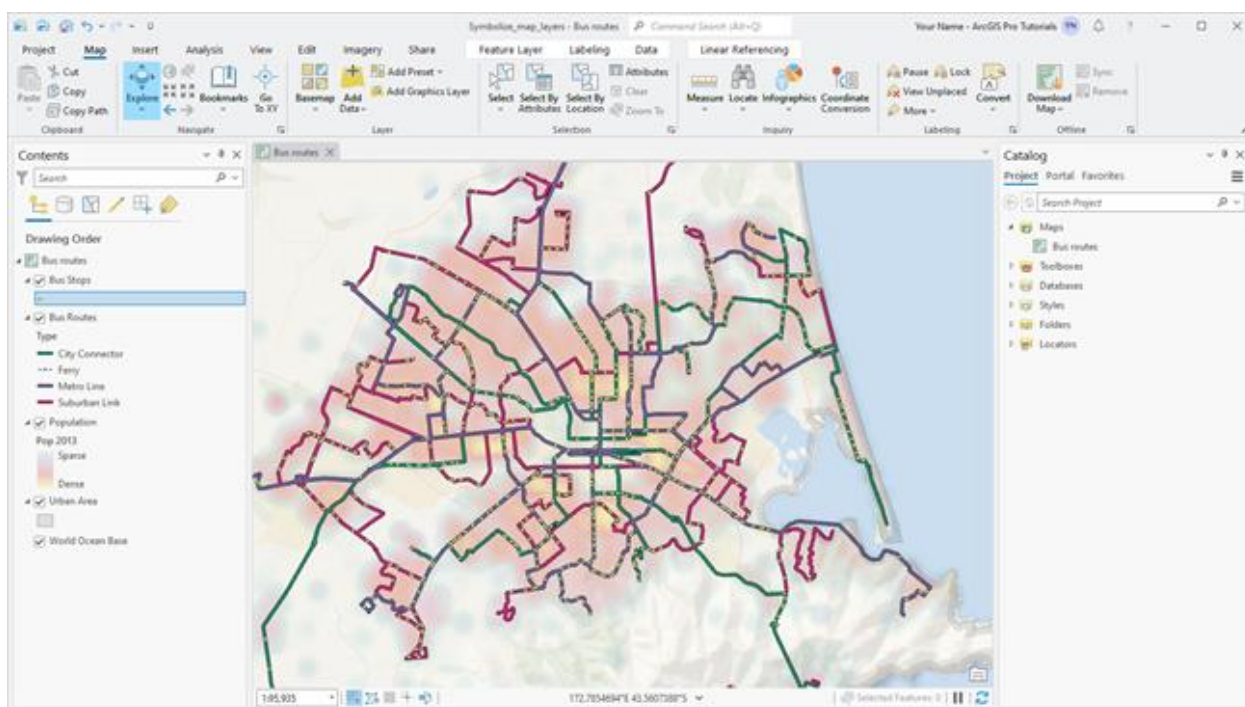 Symbolize_map_layers - Bus routes
Command Search (Alt+Q)
Your Name - ArcGIS Pro Tutorials
YN
?
Project Map Insert Analysis View Edit Imagery Share Feature Layer Labeling Data Linear Referencing
Paste
Cut
Copy
Copy Path
Clipboard
Explore
Bookmarks
Go To XY
Navigate
Basemap
Add Data
Add Preset
Add Graphics Layer
Layer
Select
Select By Attributes
Select By Location
Attributes
Clear
Zoom To
Selection
Measure
Locate
Infographics
Coordinate Conversion
Inquiry
Pause
Lock
View Unplaced
More
Convert
Labeling
Download Map
Sync
Remove
Offline
Contents
Search
Drawing Order
Bus routes
Bus Stops
Bus Routes
Type
City Connector
Ferry
Metro Line
Suburban Link
Population
Pop 2013
Sparse
Dense
Urban Area
World Ocean Base
Bus routes
1:95,935
172.7854694°E 43.5607388°S
Selected Features: 0
Catalog
Project Portal Favorites
Search Project
Maps
Bus routes
Toolboxes
Databases
Styles
Folders
Locators